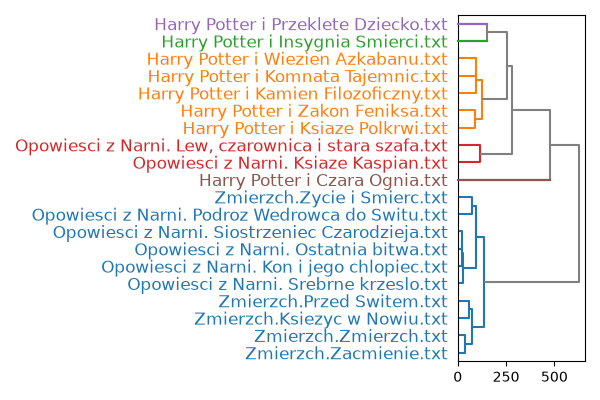 Harry Potter i Przeklete Dziecko.txt
Harry Potter i Insygnia Smierci.txt
Harry Potter i Wiezien Azkabanu.txt
Harry Potter i Komnata Tajemnic.txt
Harry Potter i Kamien Filozoficzny.txt
Harry Potter i Zakon Feniksa.txt
Harry Potter i Ksiaze Polkrwi.txt
Opowiesci z Narni. Lew, czarownica i stara szafa.txt
Opowiesci z Narni. Ksiaze Kaspian.txt
Harry Potter i Czara Ognia.txt
Zmierzch.Zycie i Smierc.txt
Opowiesci z Narni. Podroz Wedrowca do Switu.txt
Opowiesci z Narni. Siostrzeniec Czarodzieja.txt
Opowiesci z Narni. Ostatnia bitwa.txt
Opowiesci z Narni. Kon i jego chlopiec.txt
Opowiesci z Narni. Srebrne krzeslo.txt
Zmierzch.Przed Switem.txt
Zmierzch.Ksiezyc w Nowiu.txt
Zmierzch.Zmierzch.txt
Zmierzch.Zacmienie.txt
0 250 500